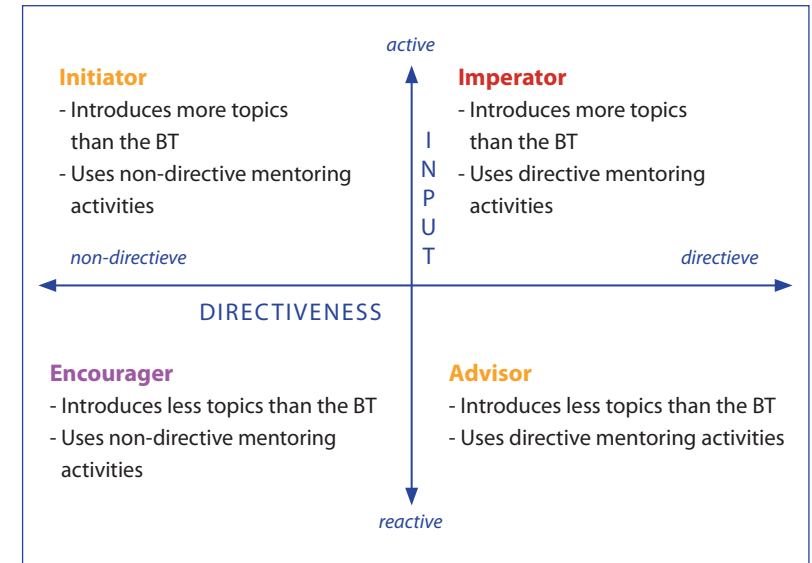 active
Initiator
- Introduces more topics
than the BT
- Uses non-directive mentoring
activities
Imperator
- Introduces more topics
than the BT
- Uses directive mentoring
activities
I
N
P
U
T
non-directieve
directieve
DIRECTIVENESS
Encourager
- Introduces less topics than the BT
- Uses non-directive mentoring
activities
Advisor
- Introduces less topics than the BT
- Uses directive mentoring activities
reactive